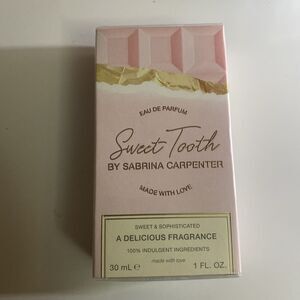 EAU DE PARFUM
Sweet Tooth
BY SABRINA CARPENTER
MADE WITH LOVE
SWEET & SOPHISTICATED
A DELICIOUS FRAGRANCE
100% INDULGENT INGREDIENTS
made with love
30 mL ℮ 1 FL. OZ.